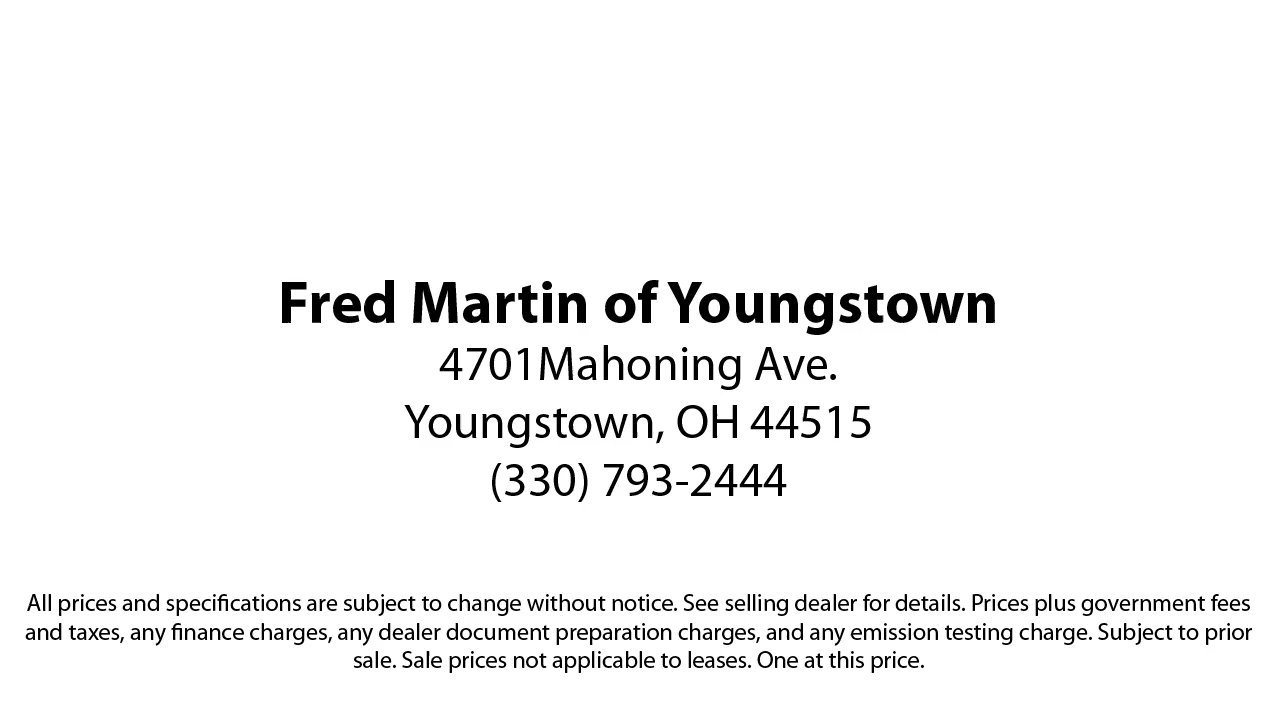 Fred Martin of Youngstown
4701Mahoning Ave.
Youngstown, OH 44515
(330) 793-2444
All prices and specifications are subject to change without notice. See selling dealer for details. Prices plus government fees
and taxes, any finance charges, any dealer document preparation charges, and any emission testing charge. Subject to prior
sale. Sale prices not applicable to leases. One at this price.